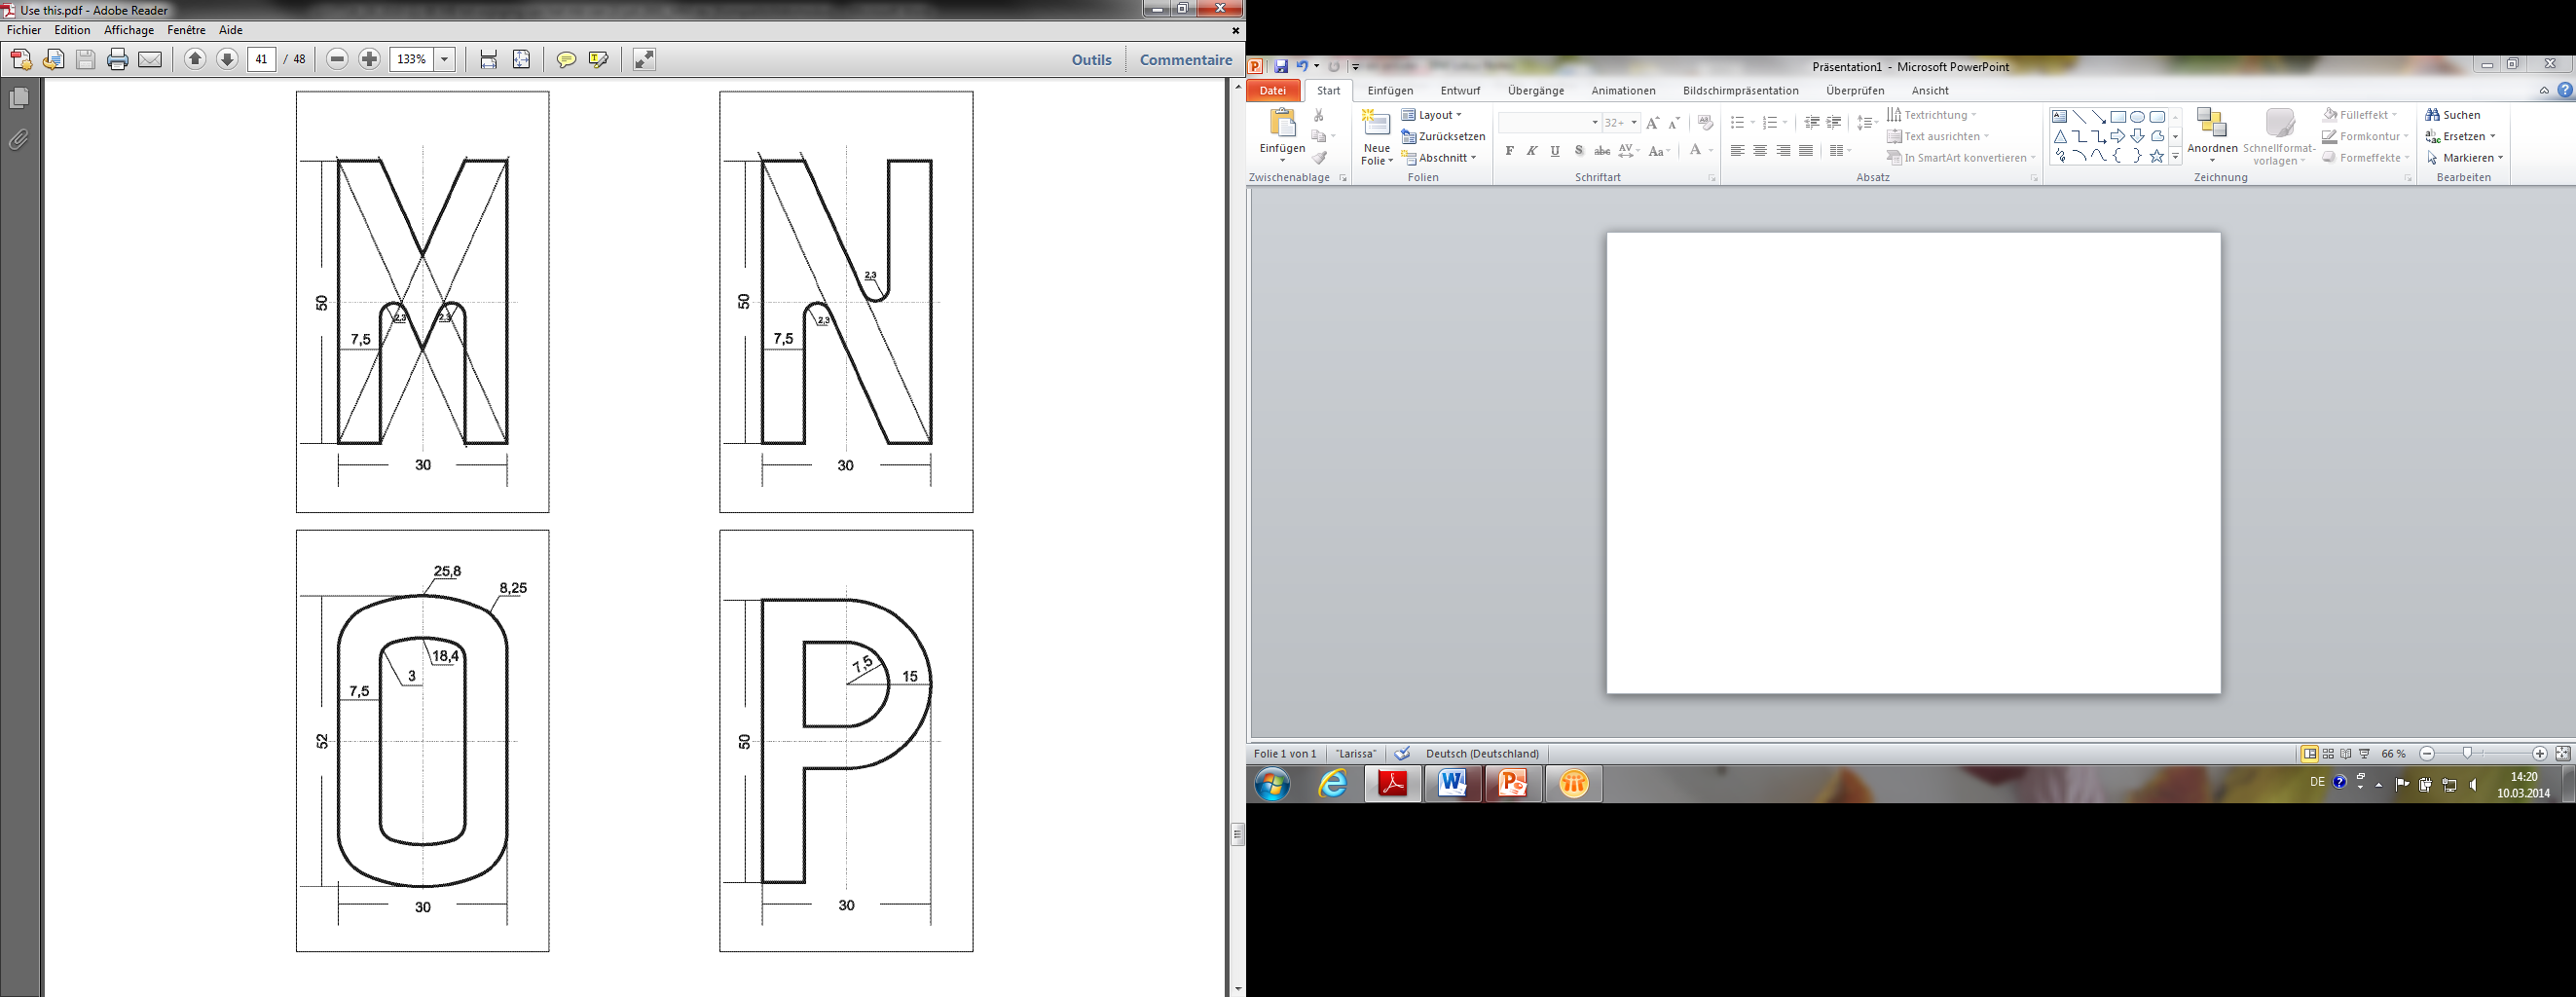 Use this.pdf - Adobe Reader
Fichier Edition Affichage Fenêtre Aide
41 / 48 133% Outils Commentaire
50
7,5
2,3
2,3
30
50
7,5
2,3
2,3
30
25,8
8,25
18,4
3
7,5
52
30
7,5
15
50
30
Präsentation1 - Microsoft PowerPoint
Datei Start Einfügen Entwurf Übergänge Animationen Bildschirmpräsentation Überprüfen Ansicht
Einfügen
Zwischenablage
Neue Folie
Layout
Zurücksetzen
Abschnitt
Folien
32+
F K U S abc AV Aa A
Schriftart
Textrichtung
Text ausrichten
In SmartArt konvertieren
Absatz
Anordnen
Schnellformat-
vorlagen
Fülleffekt
Formkontur
Formeffekte
Zeichnung
Suchen
Ersetzen
Markieren
Bearbeiten
Folie 1 von 1 "Larissa" Deutsch (Deutschland) 66 %
DE
14:20
10.03.2014